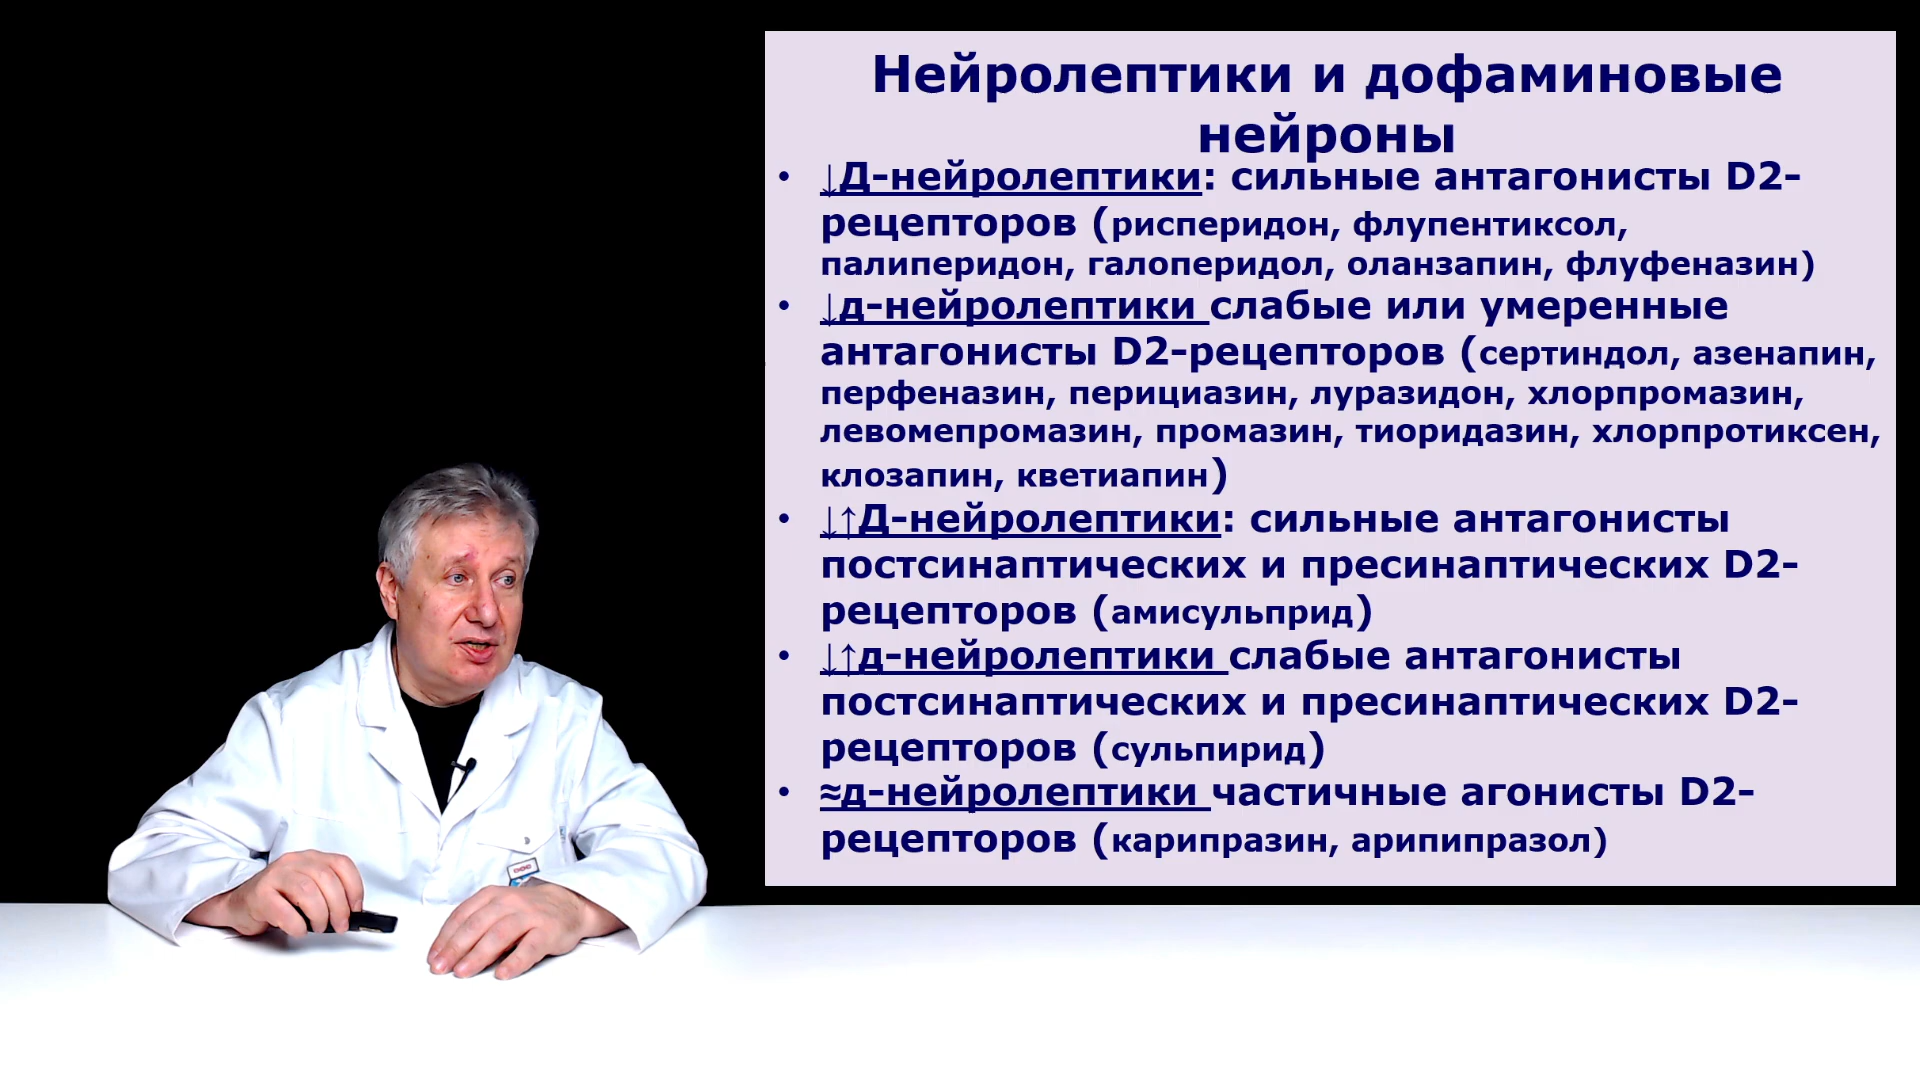 Нейролептики и дофаминовые
нейроны
• ↓Д-нейролептики: сильные антагонисты D2-
рецепторов (рисперидон, флупентиксол,
палиперидон, галоперидол, оланзапин, флуфеназин)
• ↓д-нейролептики слабые или умеренные
антагонисты D2-рецепторов (сертиндол, азенапин,
перфеназин, перициазин, луразидон, хлорпромазин,
левомепромазин, промазин, тиоридазин, хлорпротиксен,
клозапин, кветиапин)
• ↓↑Д-нейролептики: сильные антагонисты
постсинаптических и пресинаптических D2-
рецепторов (амисульприд)
• ↓↑д-нейролептики слабые антагонисты
постсинаптических и пресинаптических D2-
рецепторов (сульпирид)
• ≈д-нейролептики частичные агонисты D2-
рецепторов (карипразин, арипипразол)